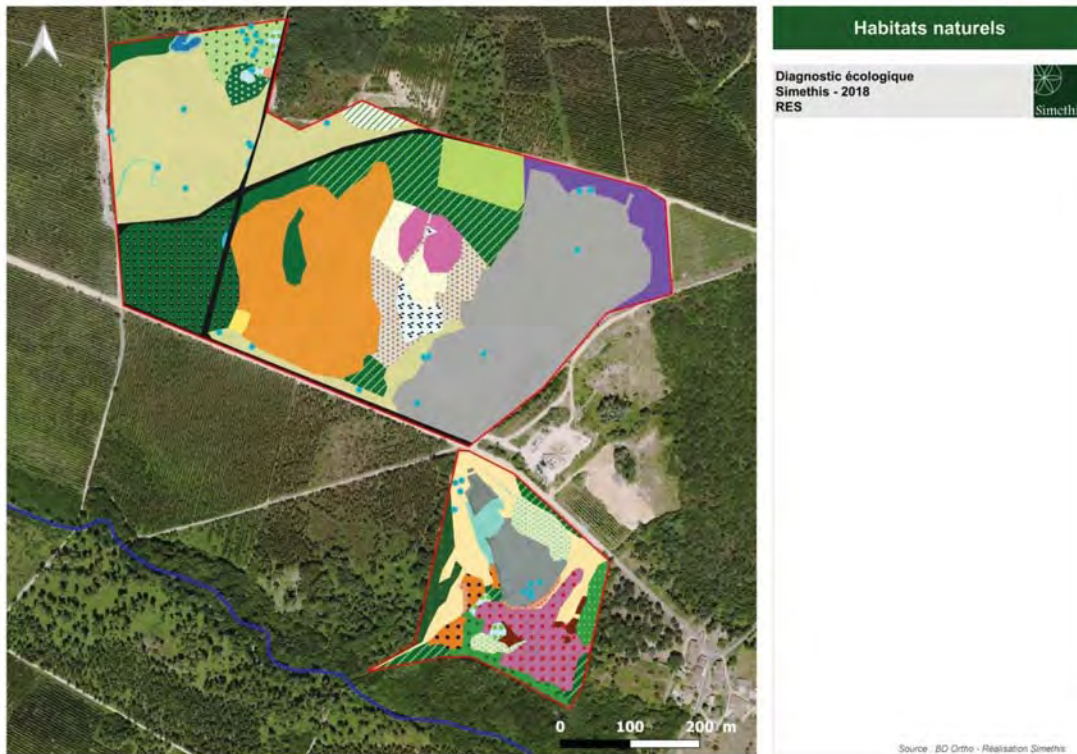 Habitats naturels
Diagnostic écologique
Simethis - 2018
RES
Simethis
0 100 200 m
Source : BD Ortho - Réalisation Simethis